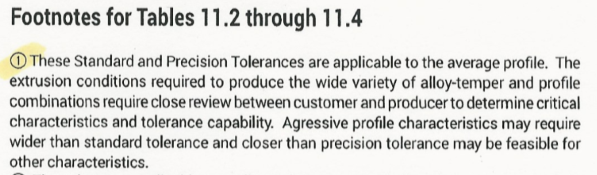 Footnotes for Tables 11.2 through 11.4
① These Standard and Precision Tolerances are applicable to the average profile. The
extrusion conditions required to produce the wide variety of alloy-temper and profile
combinations require close review between customer and producer to determine critical
characteristics and tolerance capability. Agressive profile characteristics may require
wider than standard tolerance and closer than precision tolerance may be feasible for
other characteristics.